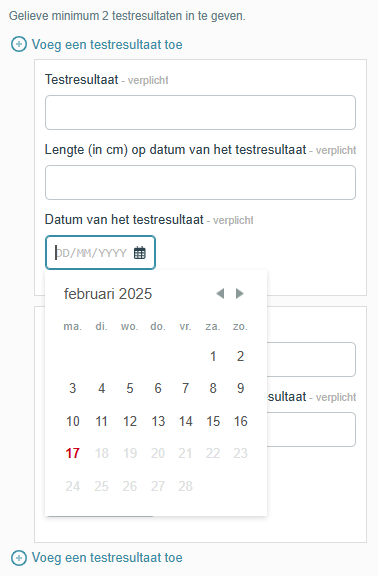 Gelieve minimum 2 testresultaten in te geven.
Voeg een testresultaat toe
Testresultaat - verplicht
Lengte (in cm) op datum van het testresultaat - verplicht
Datum van het testresultaat - verplicht
DD/MM/YYYY
februari 2025
ma. di. wo. do. vr. za. zo.
1 2
3 4 5 6 7 8 9
10 11 12 13 14 15 16
17 18 19 20 21 22 23
24 25 26 27 28
- verplicht
Voeg een testresultaat toe